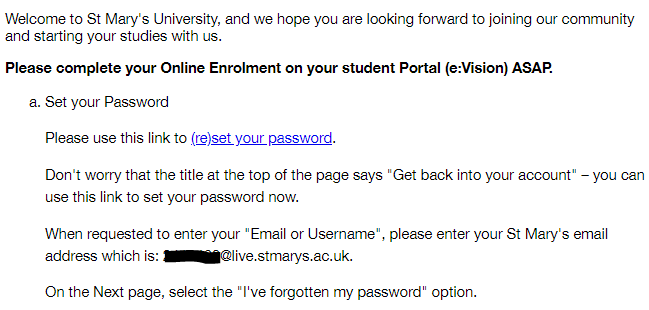 Welcome to St Mary's University, and we hope you are looking forward to joining our community
and starting your studies with us.
Please complete your Online Enrolment on your student Portal (e:Vision) ASAP.
a. Set your Password
Please use this link to (re)set your password.
Don't worry that the title at the top of the page says "Get back into your account" – you can
use this link to set your password now.
When requested to enter your "Email or Username", please enter your St Mary's email
address which is: @live.stmarys.ac.uk.
On the Next page, select the "I've forgotten my password" option.